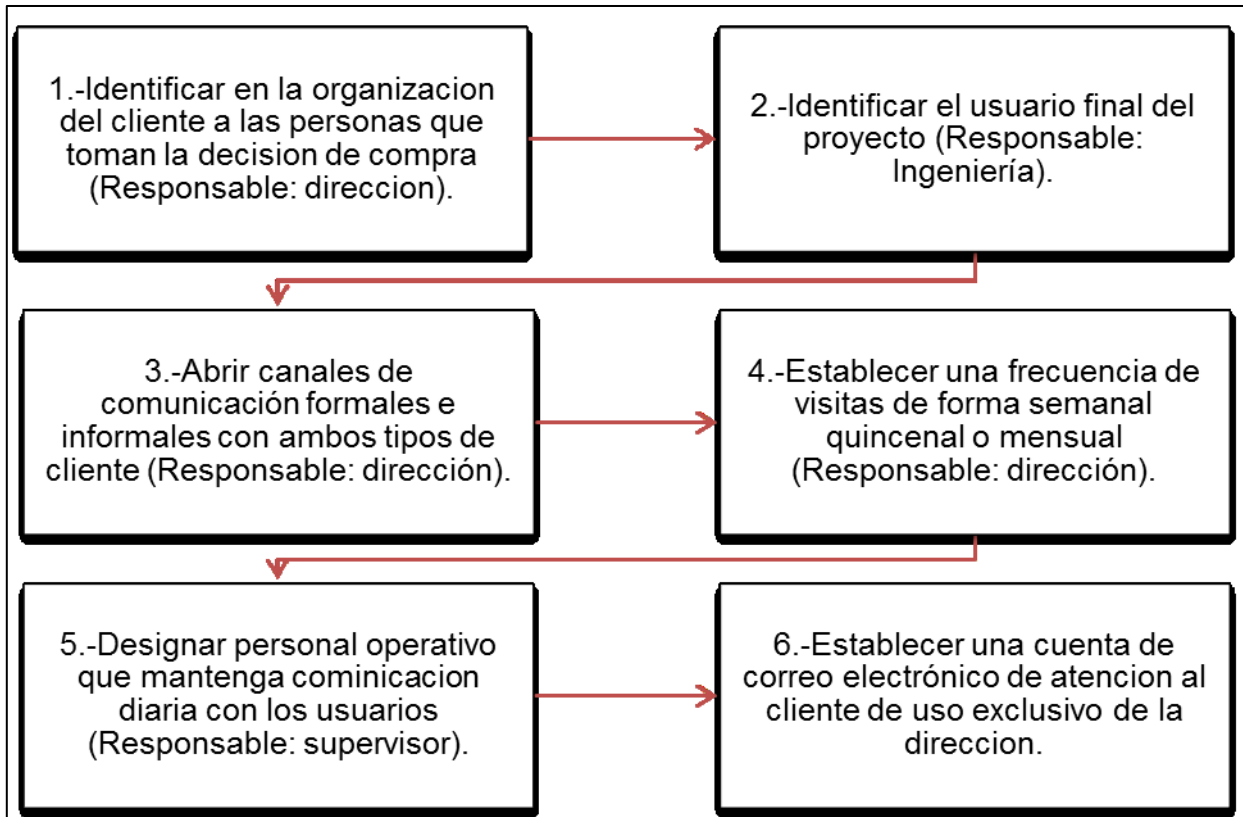 1.-Identificar en la organizacion
del cliente a las personas que
toman la decision de compra
(Responsable: direccion).
2.-Identificar el usuario final del
proyecto (Responsable:
Ingeniería).
3.-Abrir canales de
comunicación formales e
informales con ambos tipos de
cliente (Responsable: dirección).
4.-Establecer una frecuencia de
visitas de forma semanal
quincenal o mensual
(Responsable: dirección).
5.-Designar personal operativo
que mantenga cominicacion
diaria con los usuarios
(Responsable: supervisor).
6.-Establecer una cuenta de
correo electrónico de atencion al
cliente de uso exclusivo de la
direccion.